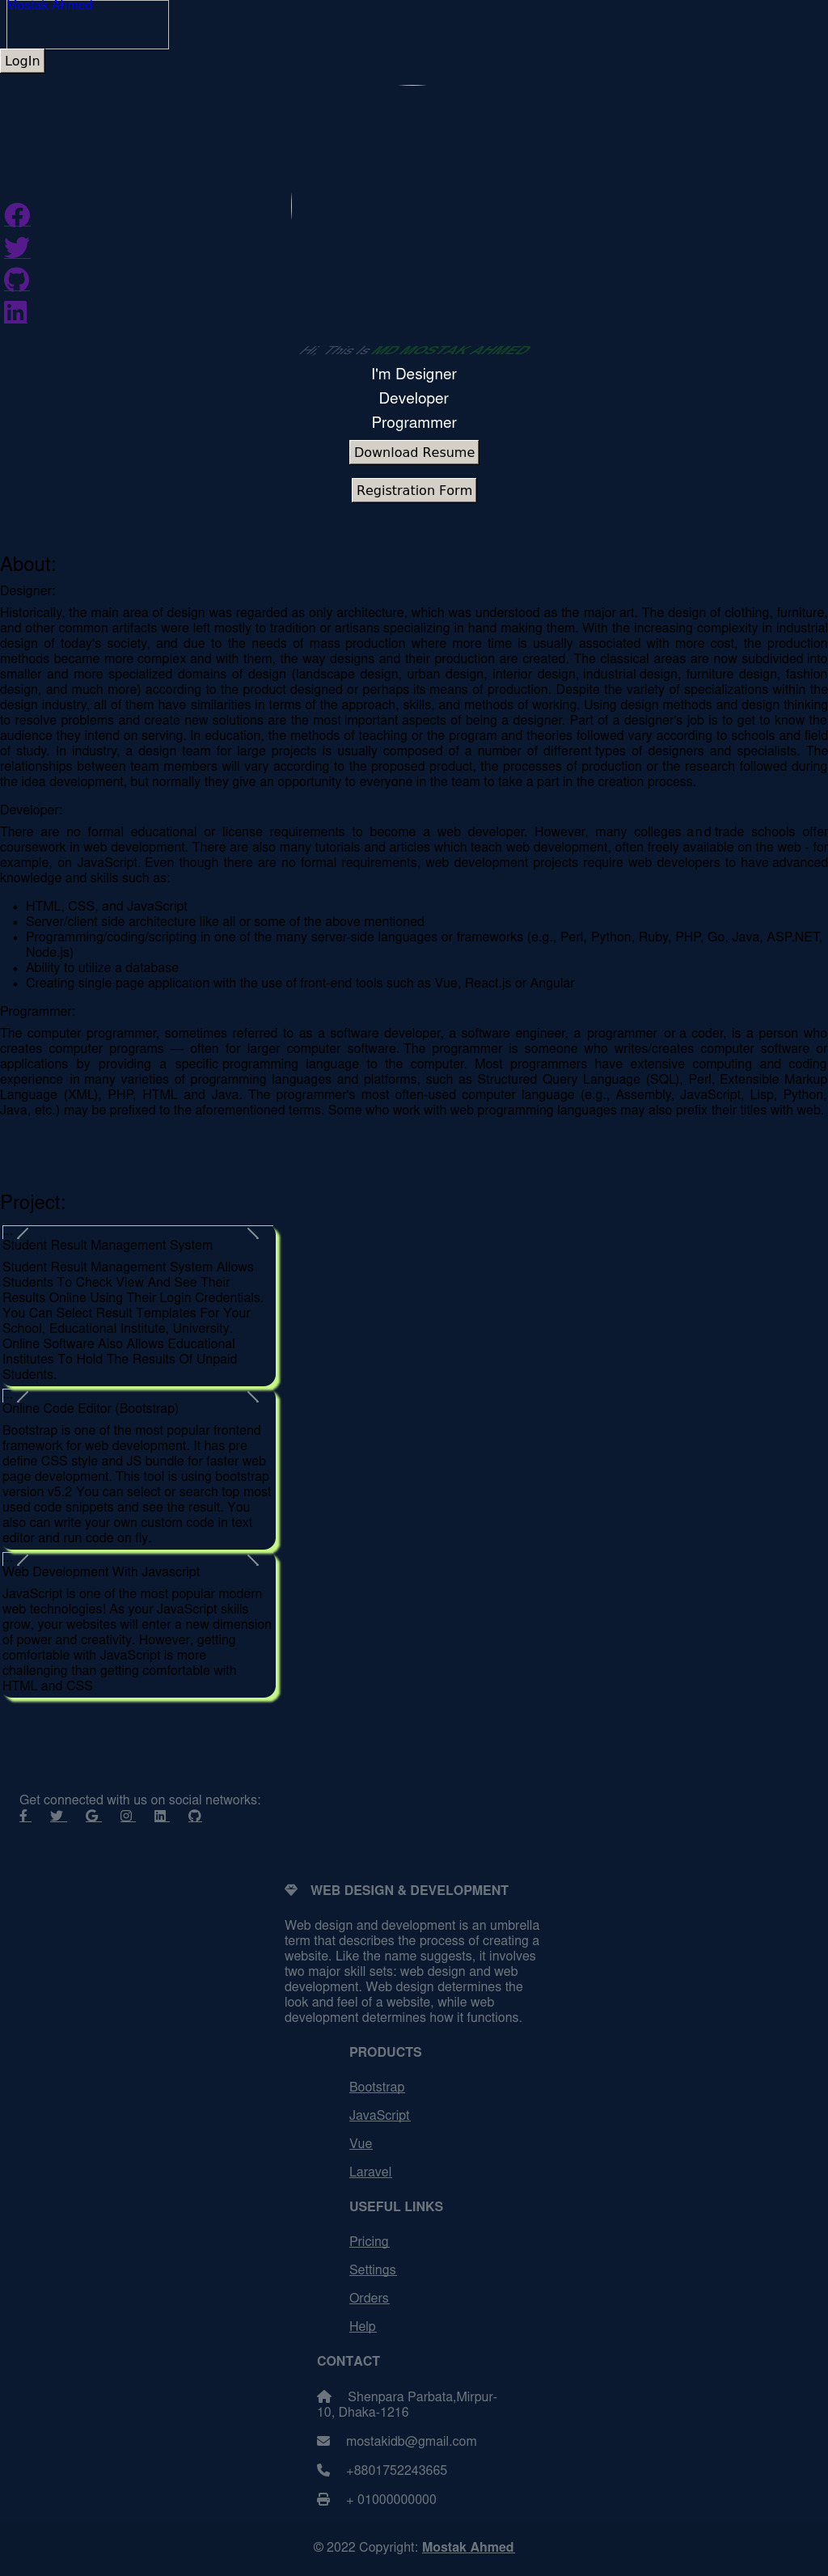 Mostak Ahmed
LogIn
Hi, This Is MD MOSTAK AHMED
I'm Designer
Developer
Programmer
Download Resume
Registration Form
About:
Designer:
Historically, the main area of design was regarded as only architecture, which was understood as the major art. The design of clothing, furniture,
and other common artifacts were left mostly to tradition or artisans specializing in hand making them. With the increasing complexity in industrial
design of today's society, and due to the needs of mass production where more time is usually associated with more cost, the production
methods became more complex and with them, the way designs and their production are created. The classical areas are now subdivided into
smaller and more specialized domains of design (landscape design, urban design, interior design, industrial design, furniture design, fashion
design, and much more) according to the product designed or perhaps its means of production. Despite the variety of specializations within the
design industry, all of them have similarities in terms of the approach, skills, and methods of working. Using design methods and design thinking
to resolve problems and create new solutions are the most important aspects of being a designer. Part of a designer's job is to get to know the
audience they intend on serving. In education, the methods of teaching or the program and theories followed vary according to schools and field
of study. In industry, a design team for large projects is usually composed of a number of different types of designers and specialists. The
relationships between team members will vary according to the proposed product, the processes of production or the research followed during
the idea development, but normally they give an opportunity to everyone in the team to take a part in the creation process.
Developer:
There are no formal educational or license requirements to become a web developer. However, many colleges and trade schools offer
coursework in web development. There are also many tutorials and articles which teach web development, often freely available on the web - for
example, on JavaScript. Even though there are no formal requirements, web development projects require web developers to have advanced
knowledge and skills such as:
• HTML, CSS, and JavaScript
• Server/client side architecture like all or some of the above mentioned
• Programming/coding/scripting in one of the many server-side languages or frameworks (e.g., Perl, Python, Ruby, PHP, Go, Java, ASP.NET,
Node.js)
• Ability to utilize a database
• Creating single page application with the use of front-end tools such as Vue, React.js or Angular
Programmer:
The computer programmer, sometimes referred to as a software developer, a software engineer, a programmer or a coder, is a person who
creates computer programs — often for larger computer software. The programmer is someone who writes/creates computer software or
applications by providing a specific programming language to the computer. Most programmers have extensive computing and coding
experience in many varieties of programming languages and platforms, such as Structured Query Language (SQL), Perl, Extensible Markup
Language (XML), PHP, HTML and Java. The programmer's most often-used computer language (e.g., Assembly, JavaScript, Lisp, Python,
Java, etc.) may be prefixed to the aforementioned terms. Some who work with web programming languages may also prefix their titles with web.
Project:
Student Result Management System
Student Result Management System Allows
Students To Check View And See Their
Results Online Using Their Login Credentials.
You Can Select Result Templates For Your
School, Educational Institute, University.
Online Software Also Allows Educational
Institutes To Hold The Results Of Unpaid
Students.
Online Code Editor (Bootstrap)
Bootstrap is one of the most popular frontend
framework for web development. It has pre
define CSS style and JS bundle for faster web
page development. This tool is using bootstrap
version v5.2 You can select or search top most
used code snippets and see the result. You
also can write your own custom code in text
editor and run code on fly.
Web Development With Javascript
JavaScript is one of the most popular modern
web technologies! As your JavaScript skills
grow, your websites will enter a new dimension
of power and creativity. However, getting
comfortable with JavaScript is more
challenging than getting comfortable with
HTML and CSS
Get connected with us on social networks:
WEB DESIGN & DEVELOPMENT
Web design and development is an umbrella
term that describes the process of creating a
website. Like the name suggests, it involves
two major skill sets: web design and web
development. Web design determines the
look and feel of a website, while web
development determines how it functions.
PRODUCTS
Bootstrap
JavaScript
Vue
Laravel
USEFUL LINKS
Pricing
Settings
Orders
Help
CONTACT
Shenpara Parbata,Mirpur-
10, Dhaka-1216
mostakidb@gmail.com
+8801752243665
+ 01000000000
© 2022 Copyright: Mostak Ahmed